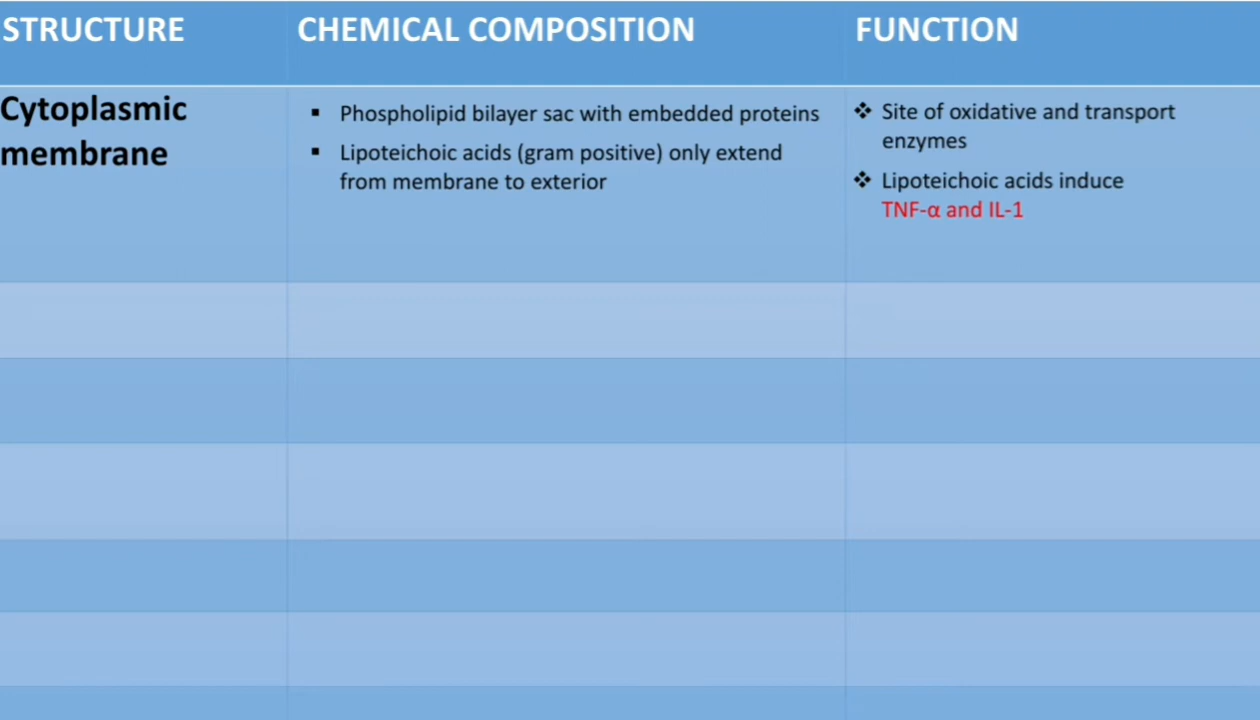 STRUCTURE
CHEMICAL COMPOSITION
FUNCTION
Cytoplasmic
membrane
▪ Phospholipid bilayer sac with embedded proteins
▪ Lipoteichoic acids (gram positive) only extend
from membrane to exterior
❖ Site of oxidative and transport
enzymes
❖ Lipoteichoic acids induce
TNF-α and IL-1